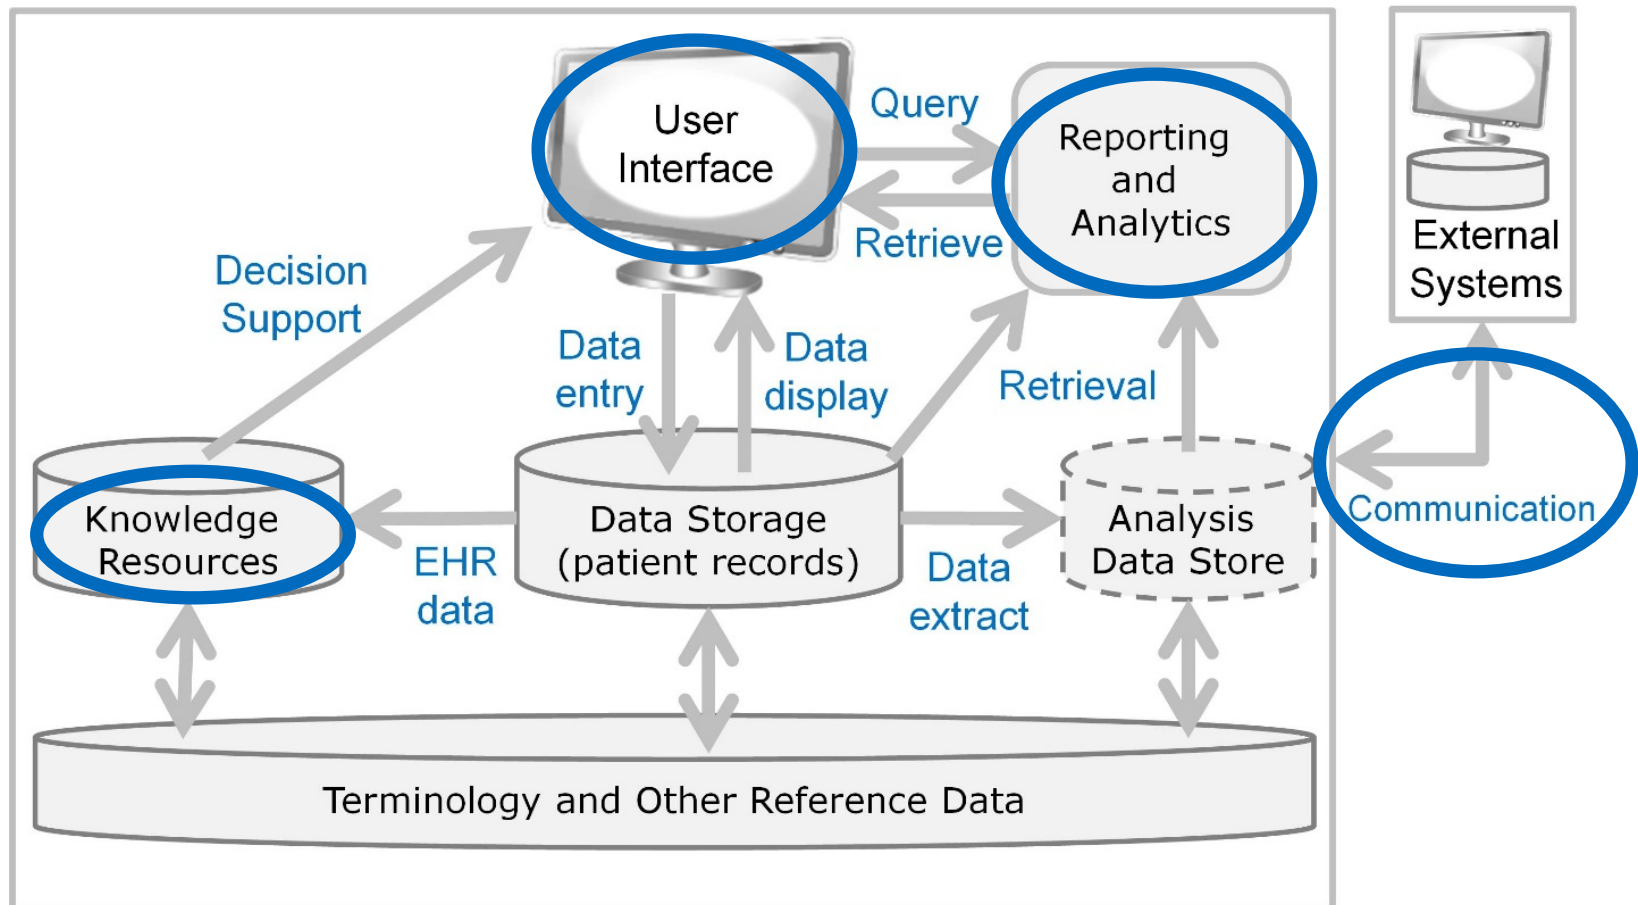 User
Interface
Query
Retrieve
Reporting
and
Analytics
External
Systems
Decision
Support
Data
entry
Data
display
Retrieval
Communication
Knowledge
Resources
EHR
data
Data Storage
(patient records)
Data
extract
Analysis
Data Store
Terminology and Other Reference Data